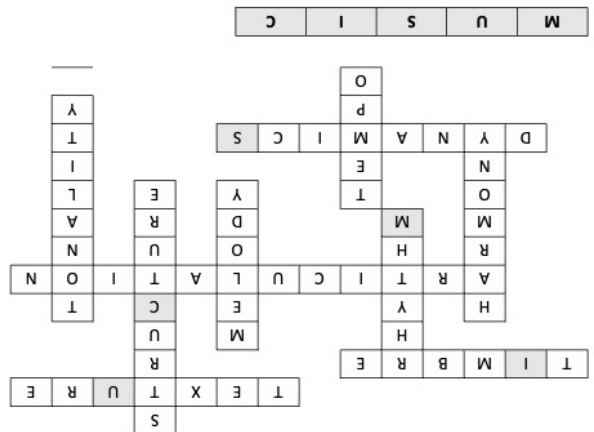 STRUCTURE
TEXTURE
TIMBRE
RHYTHM
MELODY
HARMONY
TONALITY
ARTICULATION
TEMPO
DYNAMICS
MUSIC